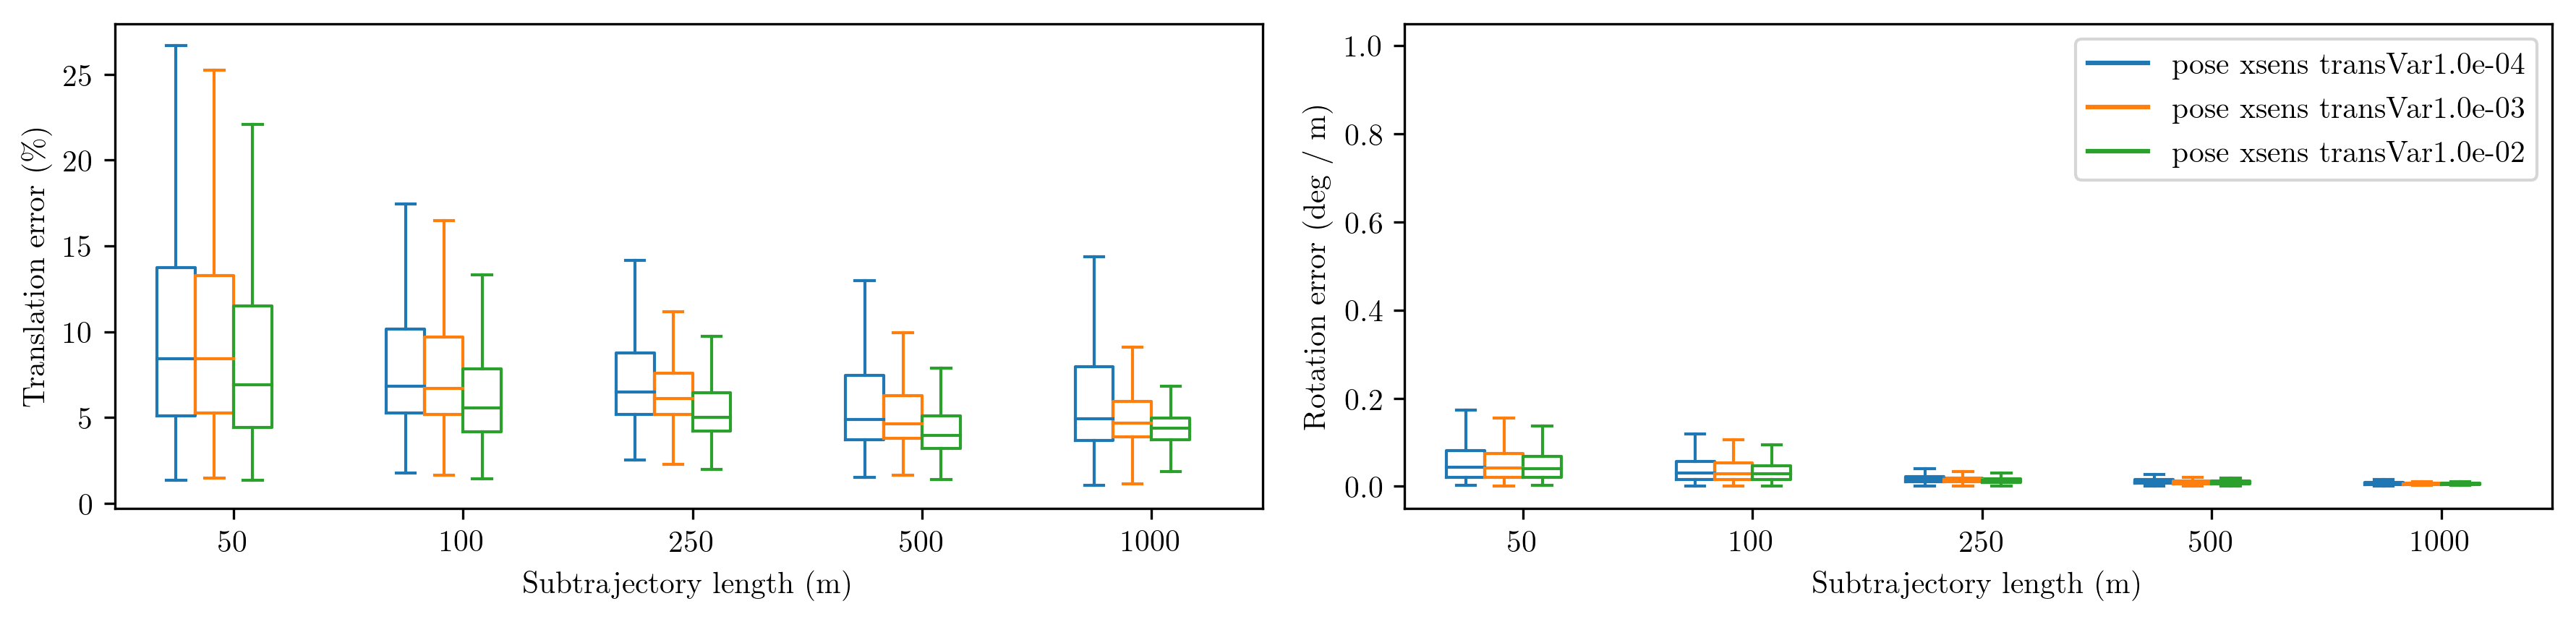 Translation error (%)
25
20
15
10
5
0
50 100 250 500 1000
Subtrajectory length (m)
Rotation error (deg / m)
1.0
0.8
0.6
0.4
0.2
0.0
50 100 250 500 1000
Subtrajectory length (m)
pose xsens transVar1.0e-04
pose xsens transVar1.0e-03
pose xsens transVar1.0e-02